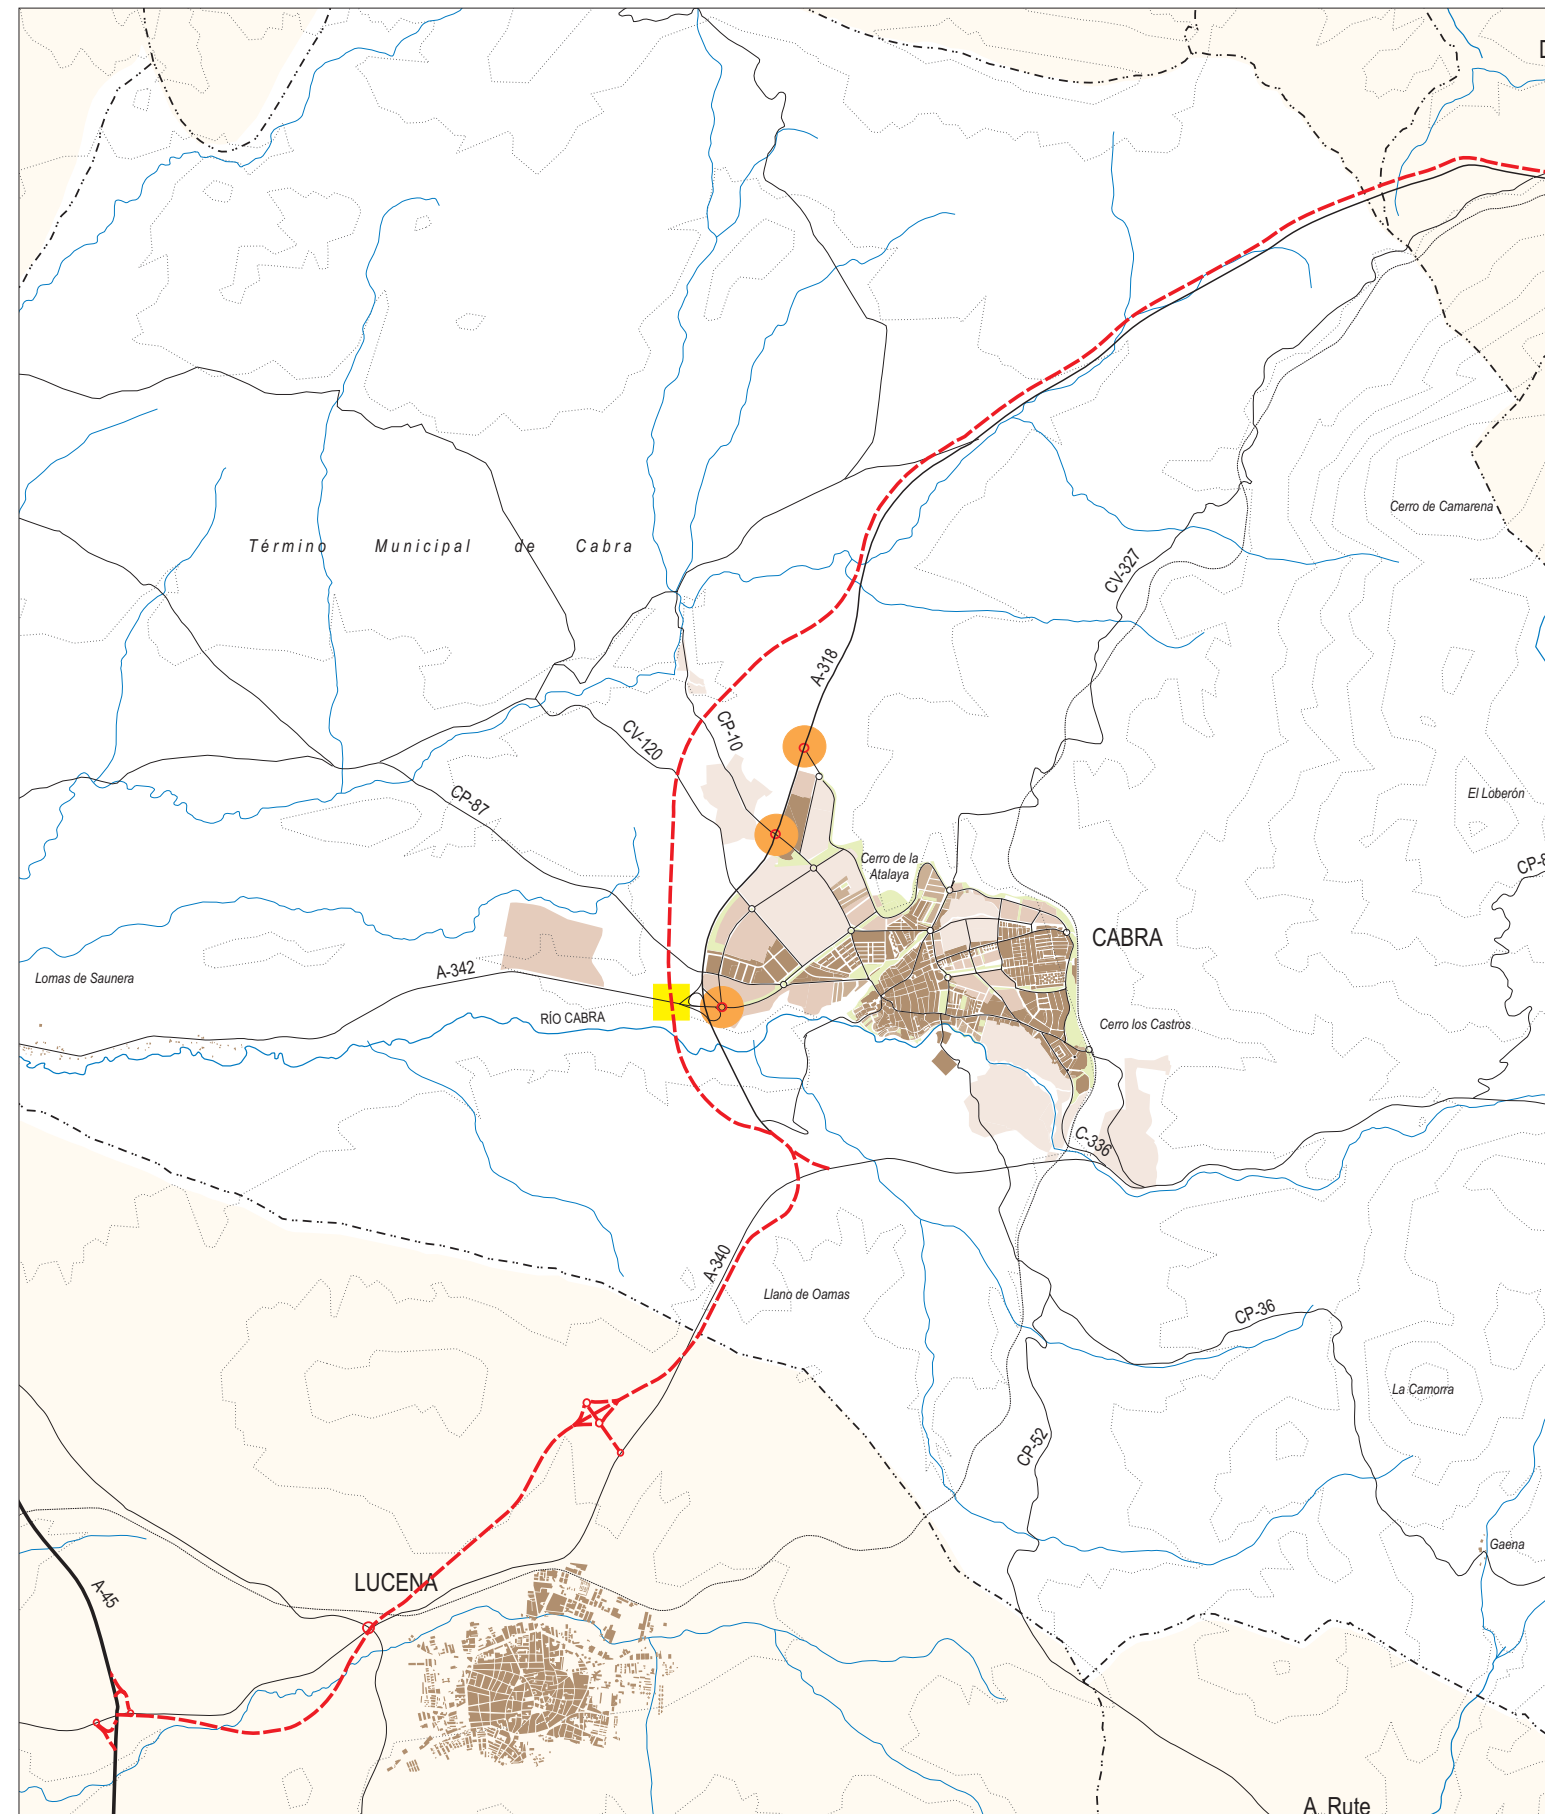 D
Cerro de Camarena
Término Municipal de Cabra
CV-327
A-318
CP-10
CV-120
CP-87
El Loberón
Cerro de la
Atalaya
CP-8
CABRA
A-342
Lomas de Saunera
RÍO CABRA
Cerro los Castros
C-336
A-340
Llano de Oamas
CP-36
La Camorra
CP-52
Gaena
A-45
LUCENA
A. Rute